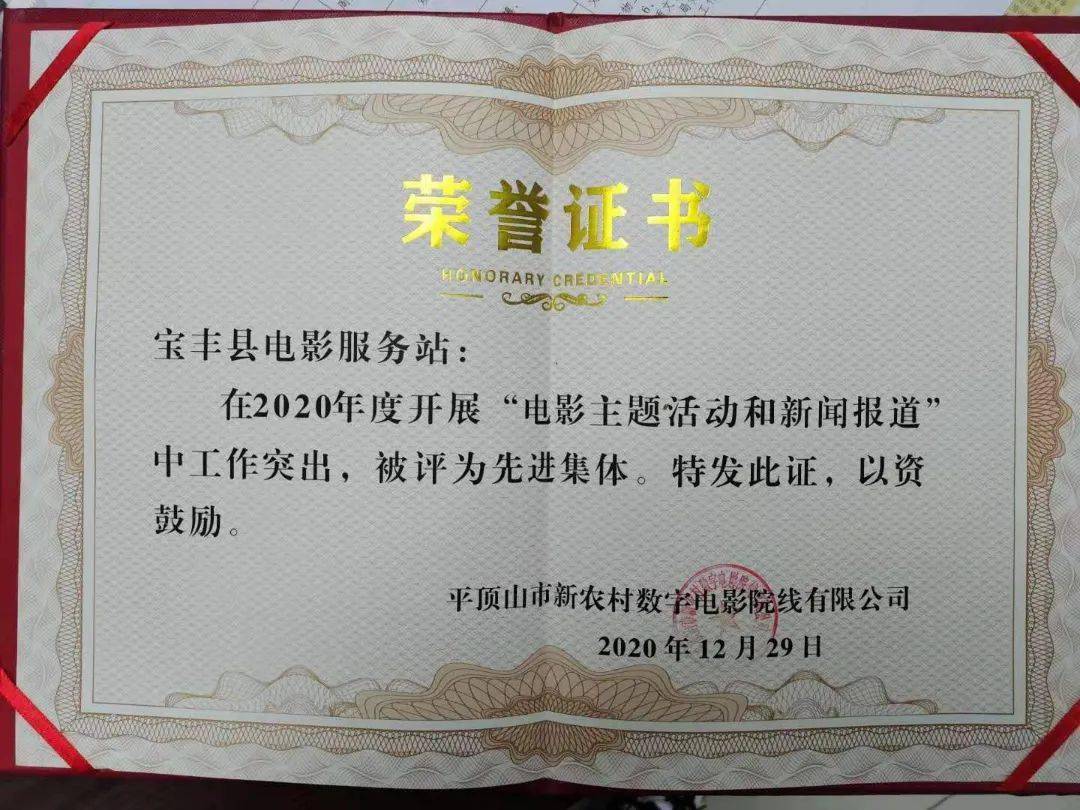 荣誉证书
HONORARY CREDENTIAL
宝丰县电影服务站：
在2020年度开展“电影主题活动和新闻报道”
中工作突出，被评为先进集体。特发此证，以资
鼓励。
平顶山市新农村数字电影院线有限公司
2020年12月29日